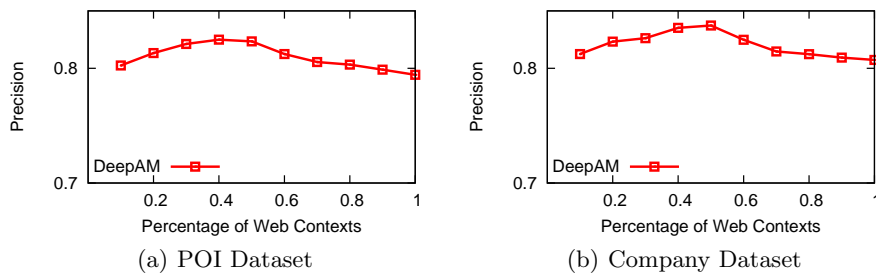 Precision
0.8
0.7
DeepAM
0.2 0.4 0.6 0.8 1
Percentage of Web Contexts
(a) POI Dataset
Precision
0.8
0.7
DeepAM
0.2 0.4 0.6 0.8 1
Percentage of Web Contexts
(b) Company Dataset